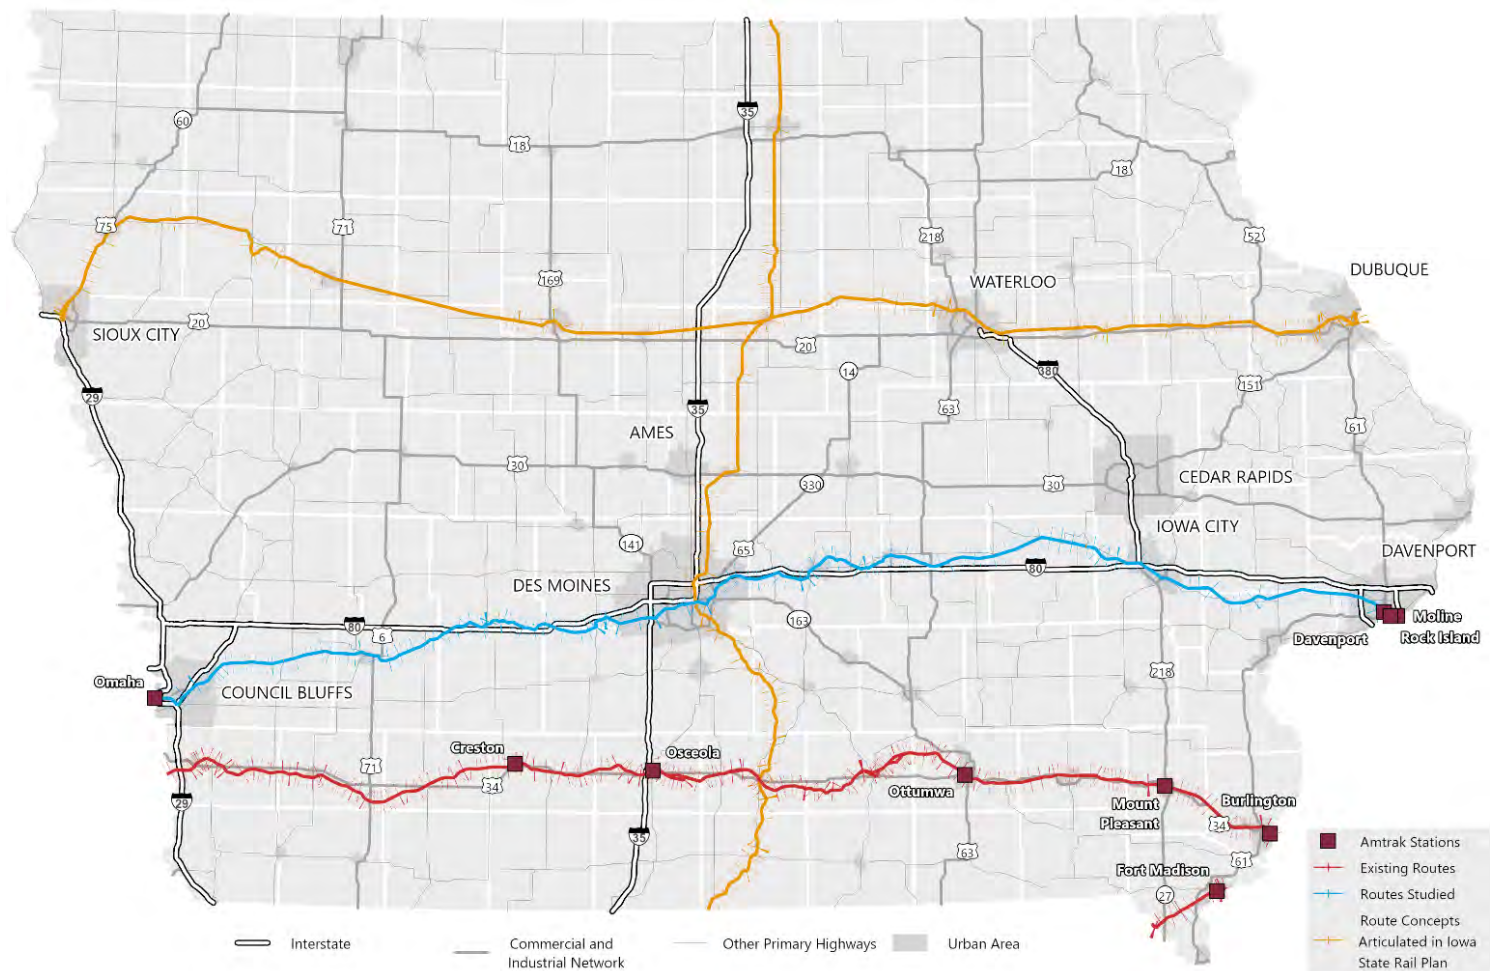 35
60
18
18
75
71
218
52
169
WATERLOO
DUBUQUE
SIOUX CITY
20
20
14
380
29
35
63
151
61
AMES
30
330
30
CEDAR RAPIDS
IOWA CITY
141
65
DAVENPORT
DES MOINES
80
80
6
163
Davenport
Moline
Rock Island
Omaha
COUNCIL BLUFFS
218
Creston
Osceola
71
34
Ottumwa
Mount
Pleasant
Burlington
34
29
35
63
61
Fort Madison
27
Amtrak Stations
Existing Routes
Routes Studied
Route Concepts
Articulated in Iowa
State Rail Plan
Interstate
Commercial and
Industrial Network
Other Primary Highways
Urban Area